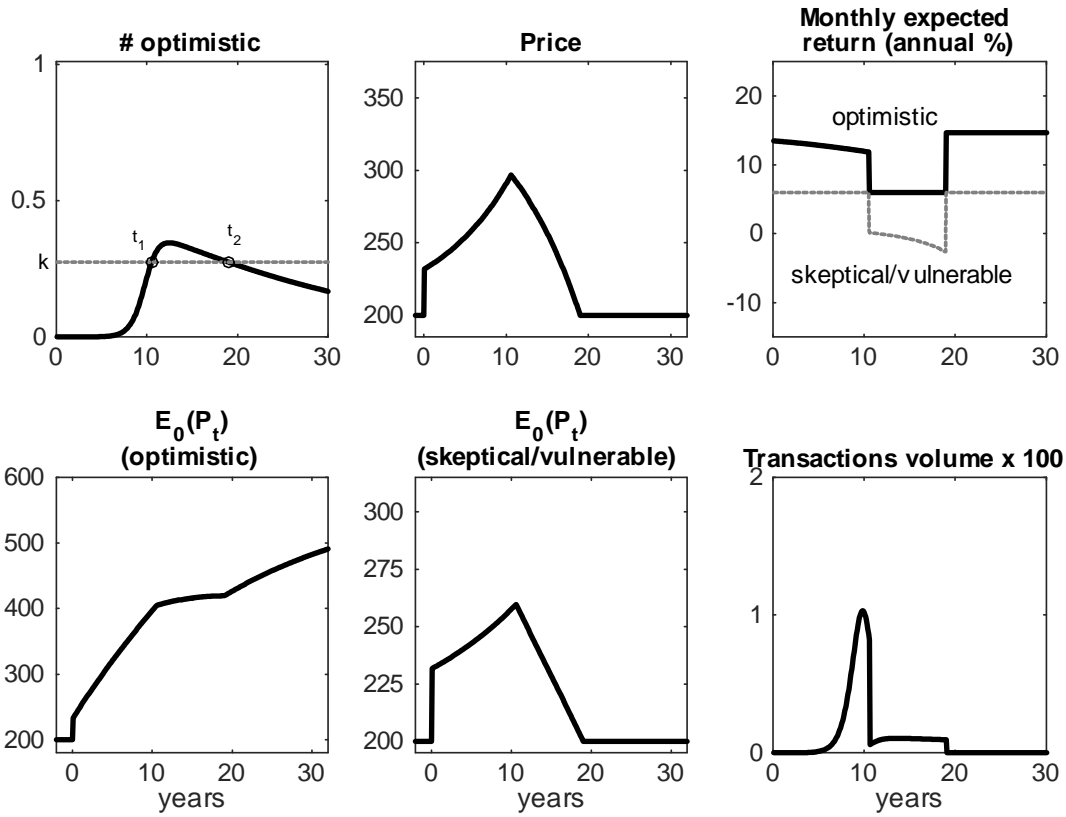 # optimistic
1
0.5
k
0
t1
t2
0 10 20 30
Price
350
300
250
200
0 10 20 30
Monthly expected
return (annual %)
20
10
0
-10
optimistic
skeptical/vulnerable
0 10 20 30
E0(Pt)
(optimistic)
600
500
400
300
200
0 10 20 30
years
E0(Pt)
(skeptical/vulnerable)
300
275
250
225
200
0 10 20 30
years
Transactions volume x 100
2
1
0
0 10 20 30
years